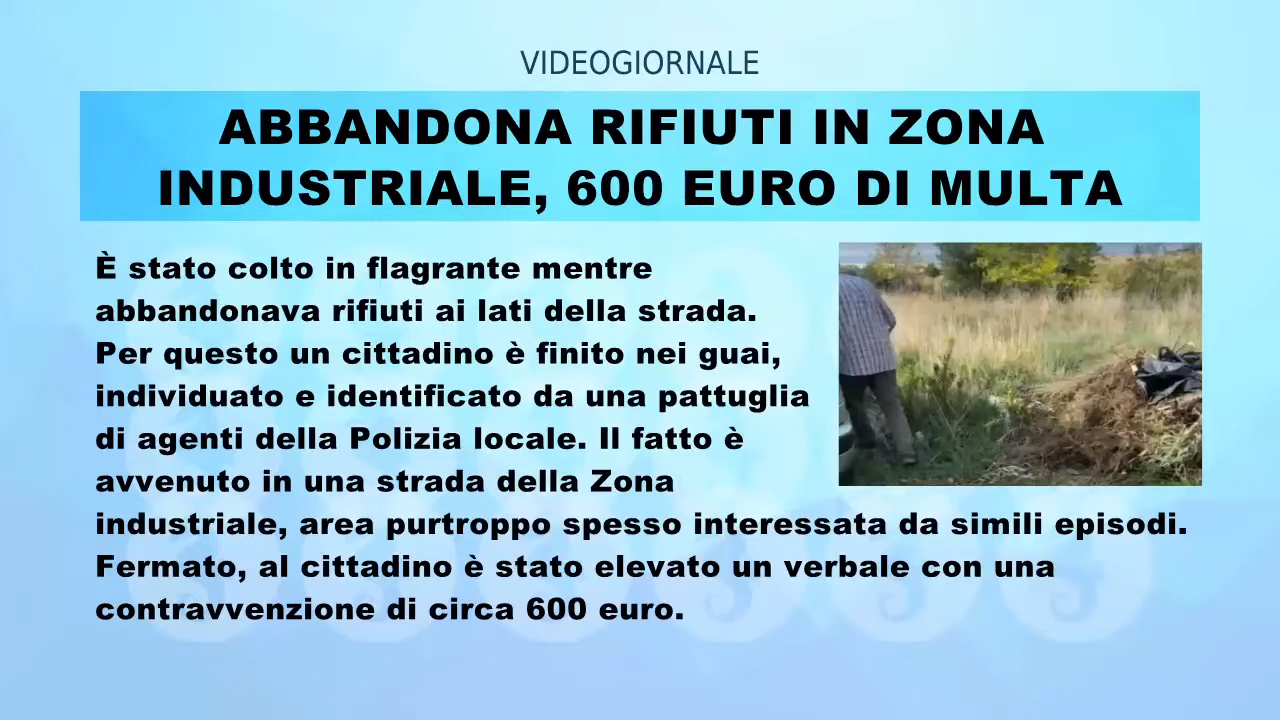 VIDEOGIORNALE
ABBANDONA RIFIUTI IN ZONA
INDUSTRIALE, 600 EURO DI MULTA
È stato colto in flagrante mentre
abbandonava rifiuti ai lati della strada.
Per questo un cittadino è finito nei guai,
individuato e identificato da una pattuglia
di agenti della Polizia locale. Il fatto è
avvenuto in una strada della Zona
industriale, area purtroppo spesso interessata da simili episodi.
Fermato, al cittadino è stato elevato un verbale con una
contravvenzione di circa 600 euro.